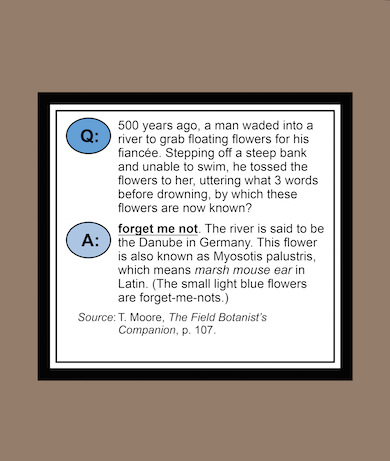 Q: 500 years ago, a man waded into a
river to grab floating flowers for his
fiancée. Stepping off a steep bank
and unable to swim, he tossed the
flowers to her, uttering what 3 words
before drowning, by which these
flowers are now known?
A: forget me not. The river is said to be
the Danube in Germany. This flower
is also known as Myosotis palustris,
which means marsh mouse ear in
Latin. (The small light blue flowers
are forget-me-nots.)
Source: T. Moore, The Field Botanist's
Companion, p. 107.